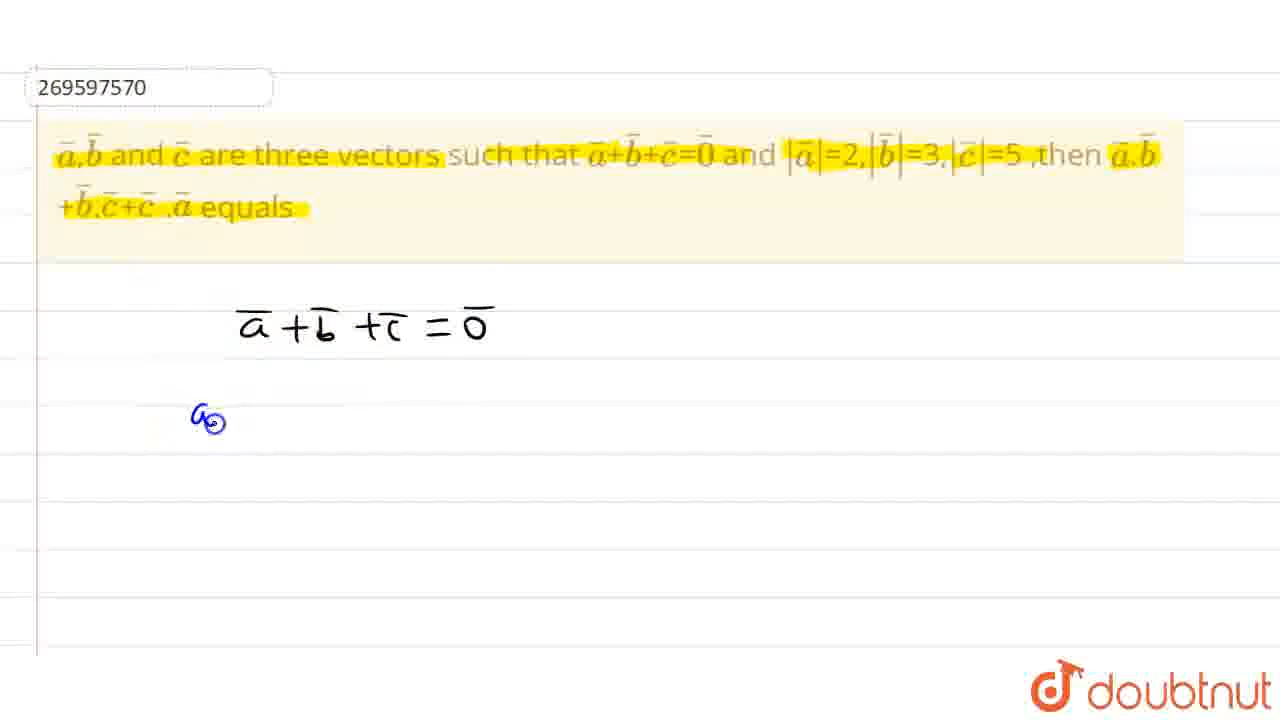 269597570
a̅,b̅ and c̅ are three vectors such that a̅+b̅+c̅=0̅ and |a̅|=2,|b̅|=3,|c̅|=5 ,then a̅.b̅
+b̅.c̅+c̅ .a̅ equals
a̅ + b̅ + c̅ = 0̅
a
doubtnut